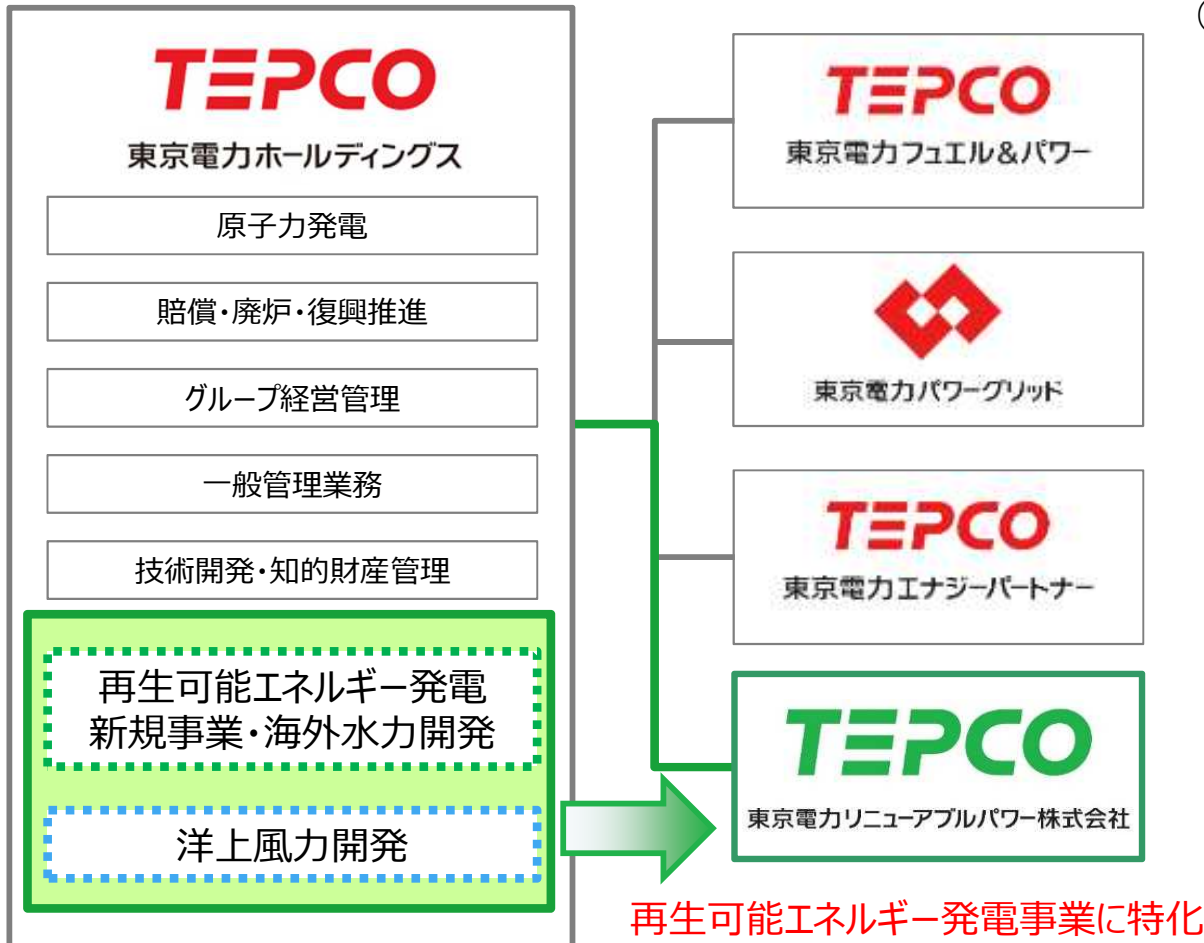 TEPCO
東京電力ホールディングス
原子力発電
賠償・廃炉・復興推進
グループ経営管理
一般管理業務
技術開発・知的財産管理
再生可能エネルギー発電
新規事業・海外水力開発
洋上風力開発
TEPCO
東京電力フュエル&パワー
東京電力パワーグリッド
TEPCO
東京電力エナジーパートナー
TEPCO
東京電力リニューアブルパワー株式会社
再生可能エネルギー発電事業に特化